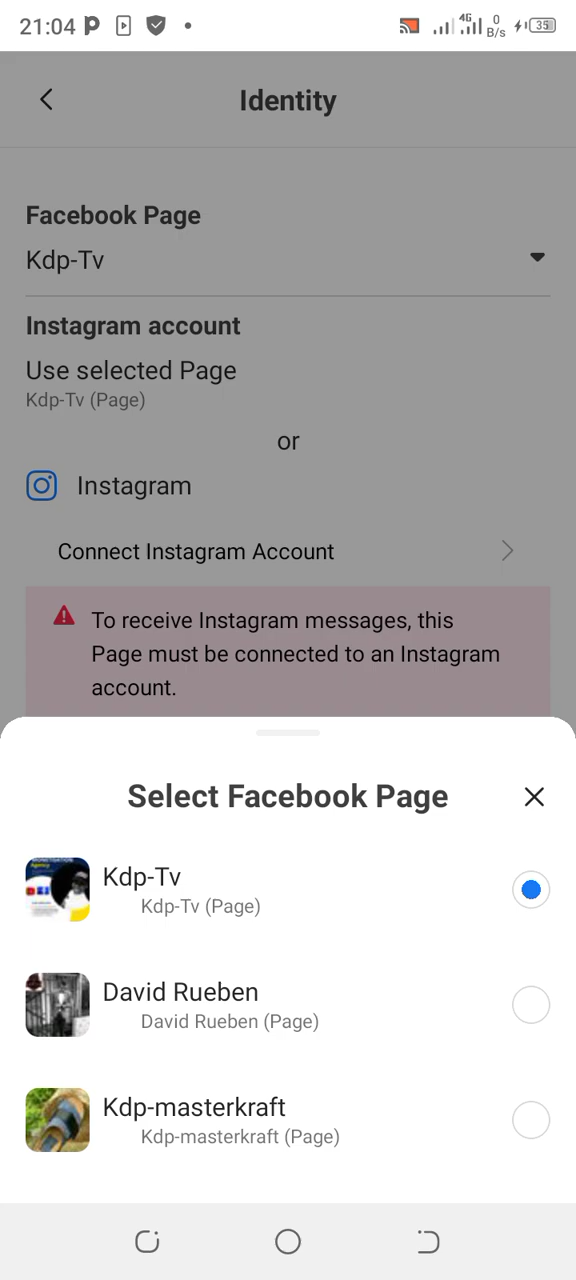 21:04
4G
0
B/s
35
Identity
Facebook Page
Kdp-Tv
Instagram account
Use selected Page
Kdp-Tv (Page)
or
Instagram
Connect Instagram Account
To receive Instagram messages, this
Page must be connected to an Instagram
account.
Select Facebook Page
Kdp-Tv
Kdp-Tv (Page)
David Rueben
David Rueben (Page)
Kdp-masterkraft
Kdp-masterkraft (Page)